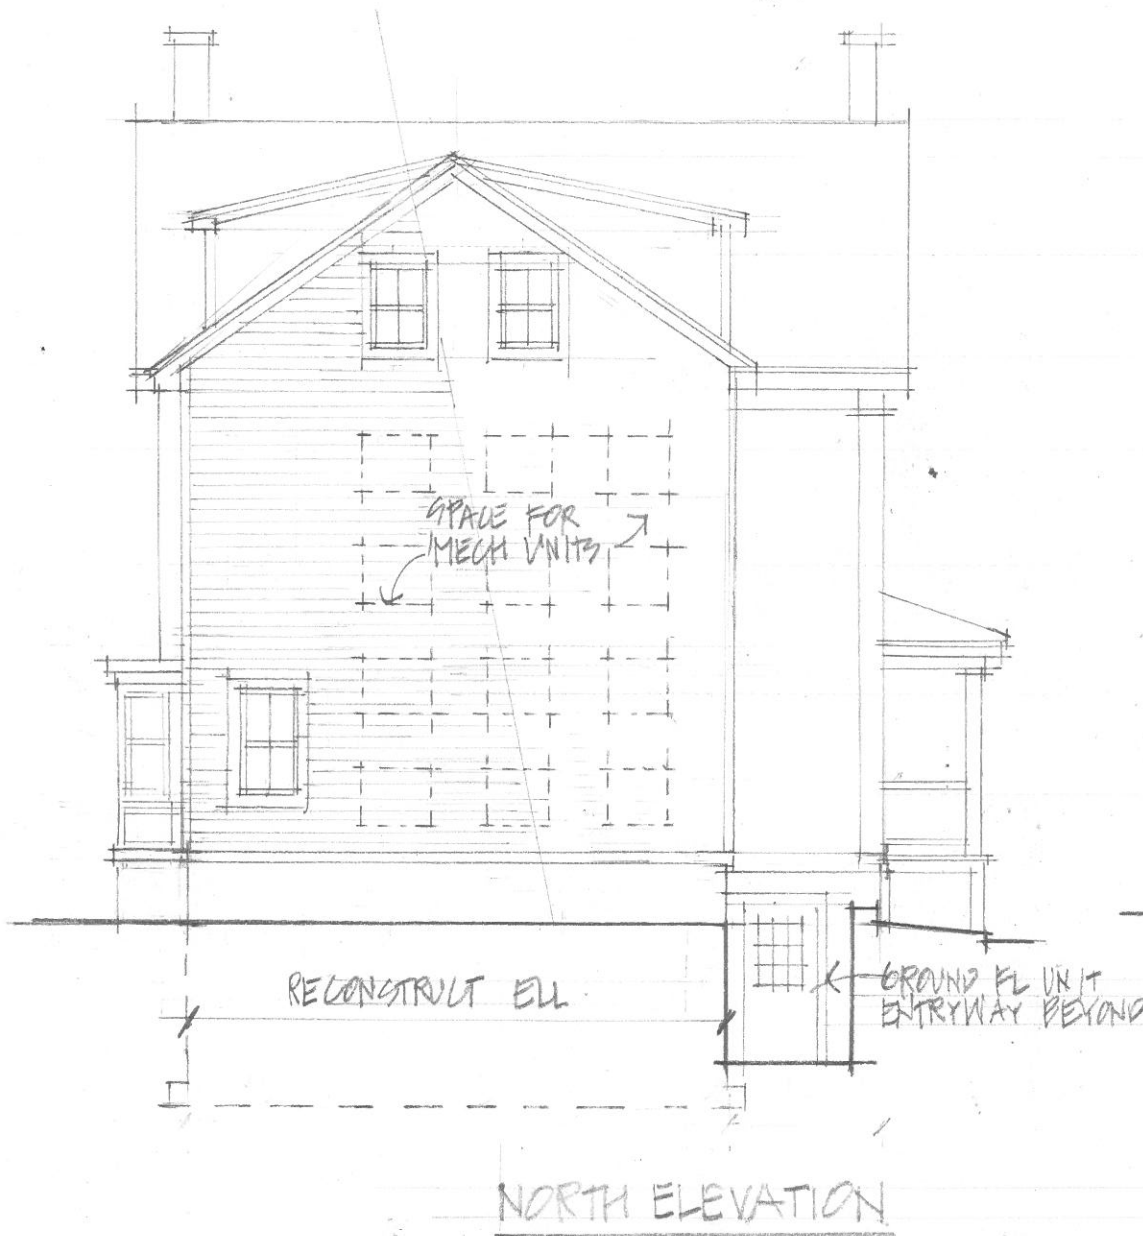 SPACE FOR
MECH UNITS
RECONSTRUCT ELL
GROUND FL UNIT
ENTRYWAY BEYOND
NORTH ELEVATION